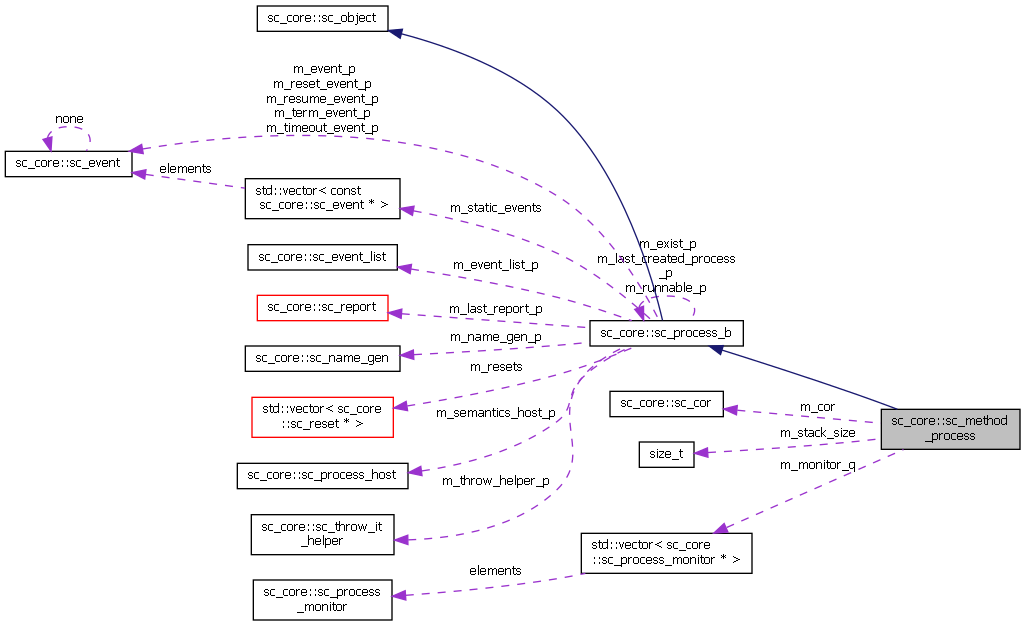 sc_core::sc_object
m_event_p
m_reset_event_p
m_resume_event_p
m_term_event_p
m_timeout_event_p
none
sc_core::sc_event
elements
std::vector< const
sc_core::sc_event * >
m_static_events
m_exist_p
m_last_created_process
_p
m_runnable_p
sc_core::sc_event_list
m_event_list_p
sc_core::sc_report
m_last_report_p
sc_core::sc_process_b
sc_core::sc_name_gen
m_name_gen_p
m_resets
std::vector< sc_core
::sc_reset * >
m_semantics_host_p
sc_core::sc_cor
m_cor
sc_core::sc_method
_process
size_t
m_stack_size
m_monitor_q
sc_core::sc_process_host
m_throw_helper_p
sc_core::sc_throw_it
_helper
std::vector< sc_core
::sc_process_monitor * >
elements
sc_core::sc_process
_monitor